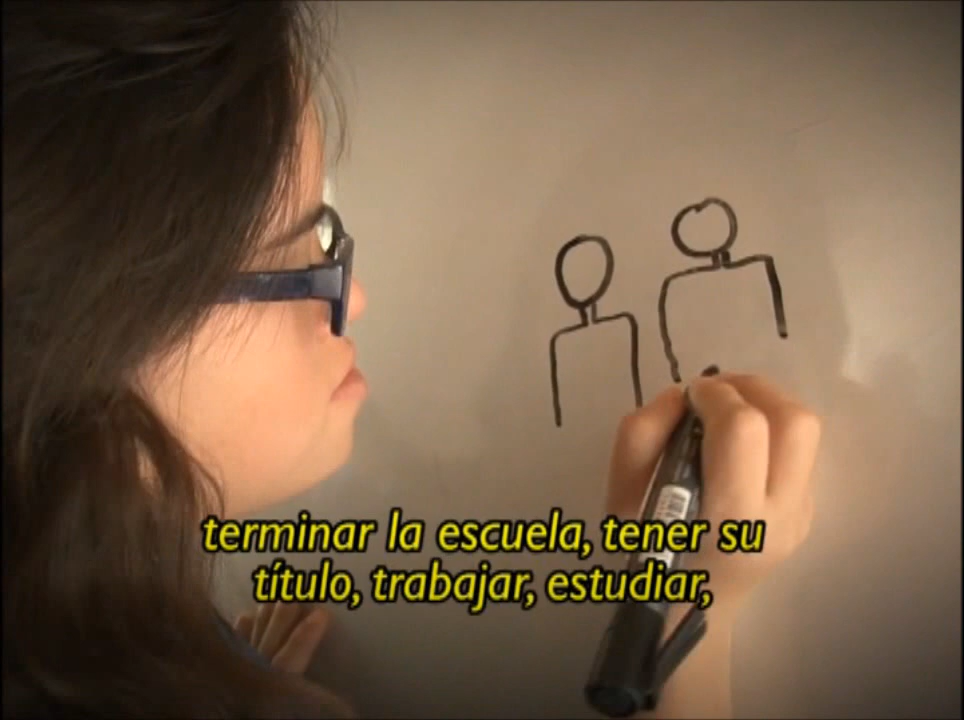 terminar la escuela, tener su
título, trabajar, estudiar,